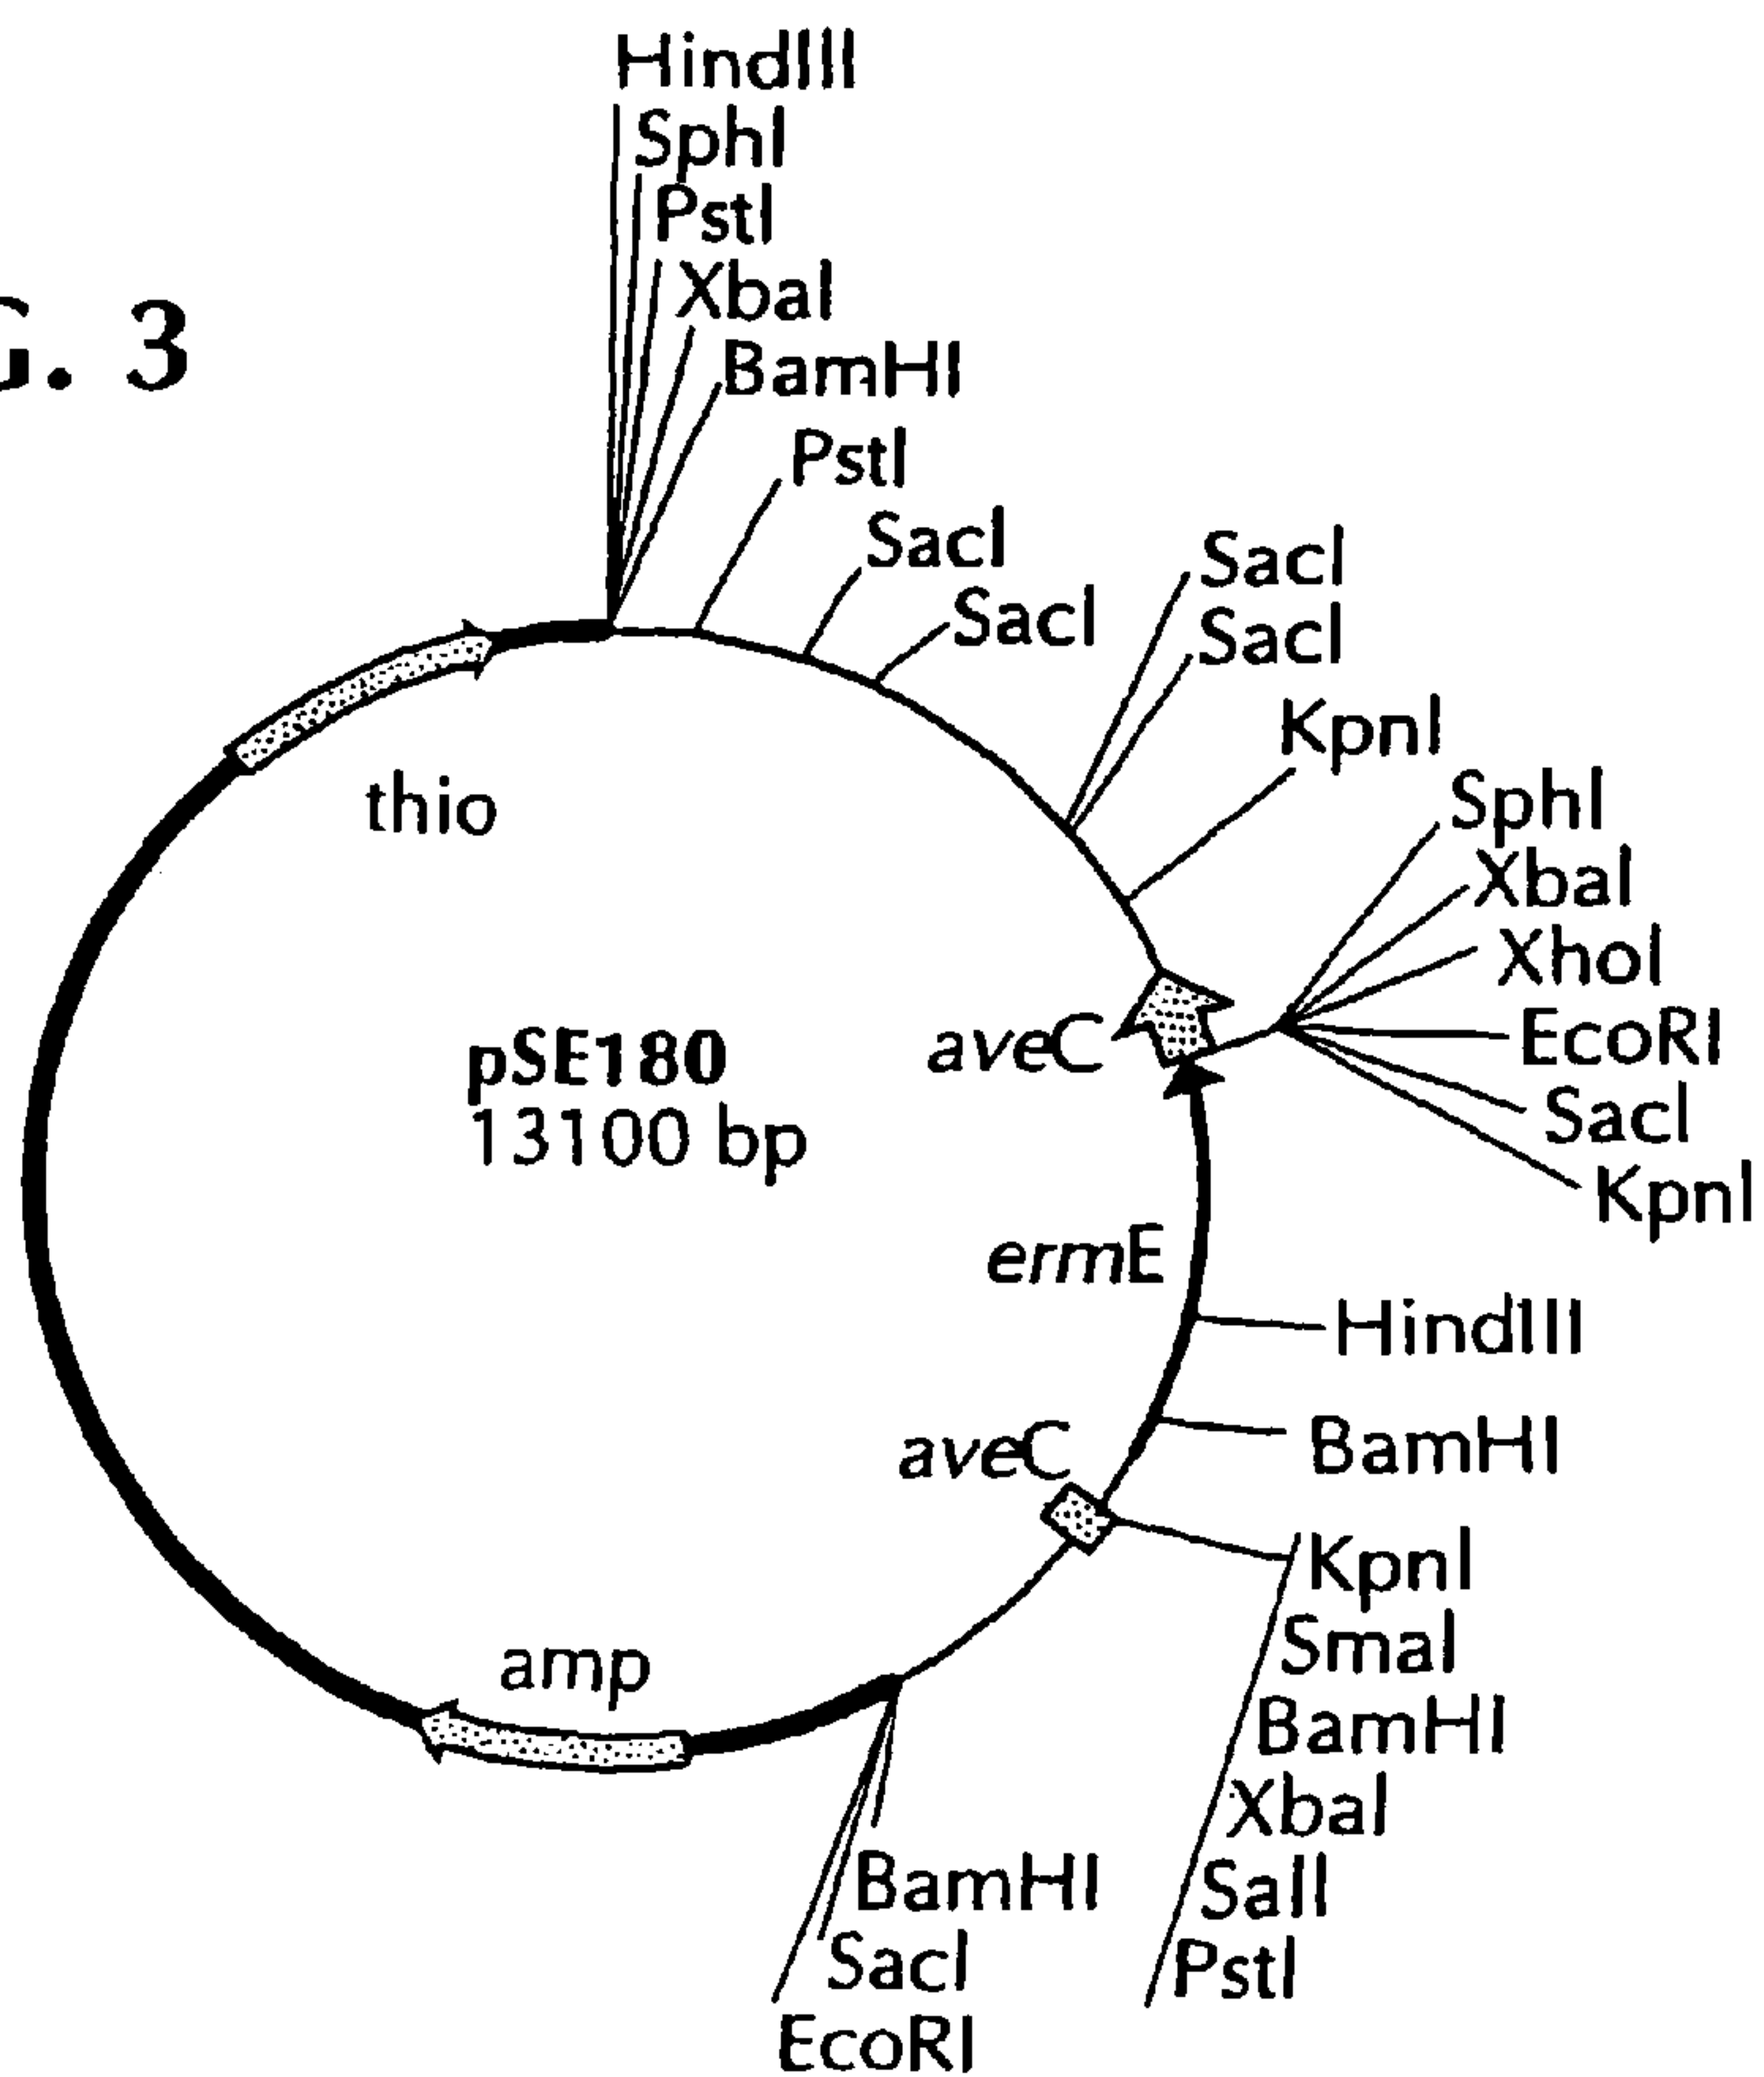 HindIII
SphI
PstI
XbaI
G. 3
BamHI
PstI
SacI
SacI
SacI
SacI
KpnI
SphI
XbaI
XhoI
EcoRI
SacI
KpnI
thio
aveC
pSE180
13100 bp
ermE
HindIII
BamHI
aveC
KpnI
SmaI
BamHI
XbaI
SalI
PstI
amp
BamHI
SacI
EcoRI